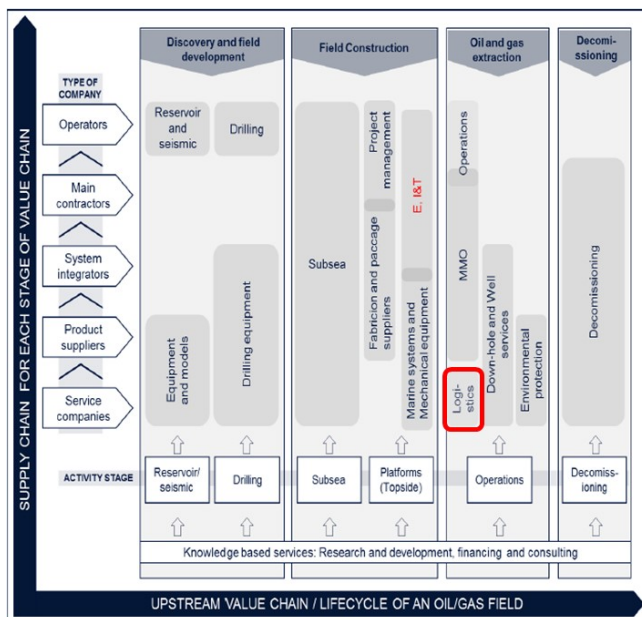 SUPPLY CHAIN FOR EACH STAGE OF VALUE CHAIN
Discovery and field
development
Field Construction
Oil and gas
extraction
Decomi-
ssioning
TYPE OF
COMPANY
Operators
Main
contractors
System
integrators
Product
suppliers
Service
companies
Reservoir
and
seismic
Drilling
Equipment
and models
Drilling equipment
Subsea
Project
management
Fabricion and paccage
suppliers
E, I&T
Marine systems and
Mechanical equipment
Operations
MMO
Logi-
stics
Down-hole and Well
services
Environmental
protection
Decomissioning
ACTIVITY STAGE
Reservoir/
seismic
Drilling
Subsea
Platforms
(Topside)
Operations
Decomiss-
ioning
Knowledge based services: Research and development, financing and consulting
UPSTREAM VALUE CHAIN / LIFECYCLE OF AN OIL/GAS FIELD